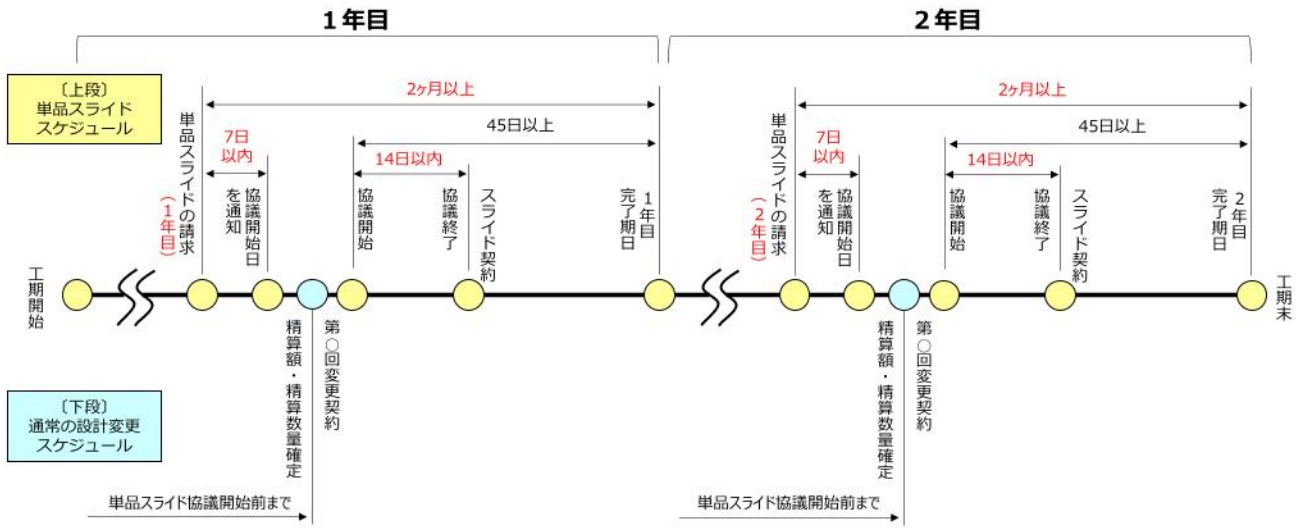 1年目
2年目
〔上段〕
単品スライド
スケジュール
2ヶ月以上
45日以上
7日
以内
14日以内
単品スライドの請求
(1年目)
協議開始日
を通知
協議開始
協議終了
スライド契約
1年目
完了期日
2ヶ月以上
45日以上
7日
以内
14日以内
単品スライドの請求
(2年目)
協議開始日
を通知
協議開始
協議終了
スライド契約
2年目
完了期日
工期開始
工期末
〔下段〕
通常の設計変更
スケジュール
第○回変更契約
精算額・精算数量確定
単品スライド協議開始前まで
第○回変更契約
精算額・精算数量確定
単品スライド協議開始前まで